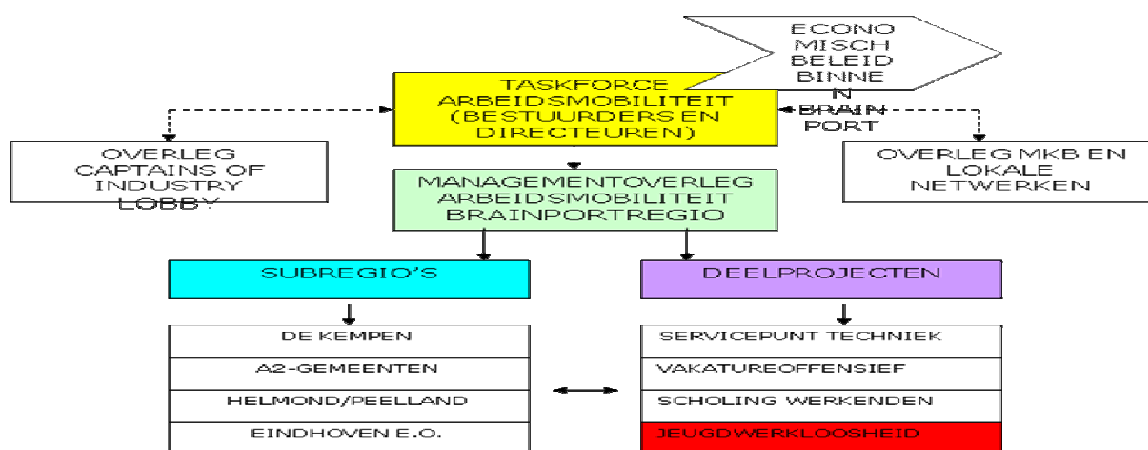 ECONO
MISCH
BELEID
BINNE
N
BRAIN
PORT
TASKFORCE
ARBEIDSMOBILITEIT
(BESTUURDERS EN
DIRECTEUREN)
OVERLEG
CAPTAINS OF
INDUSTRY
LOBBY
OVERLEG MKB EN
LOKALE
NETWERKEN
MANAGEMENTOVERLEG
ARBEIDSMOBILITEIT
BRAINPORTREGIO
SUBREGIO'S
DEELPROJECTEN
DE KEMPEN
A2-GEMEENTEN
HELMOND/PEELLAND
EINDHOVEN E.O.
SERVICEPUNT TECHNIEK
VAKATUREOFFENSIEF
SCHOLING WERKENDEN
JEUGDWERKLOOSHEID